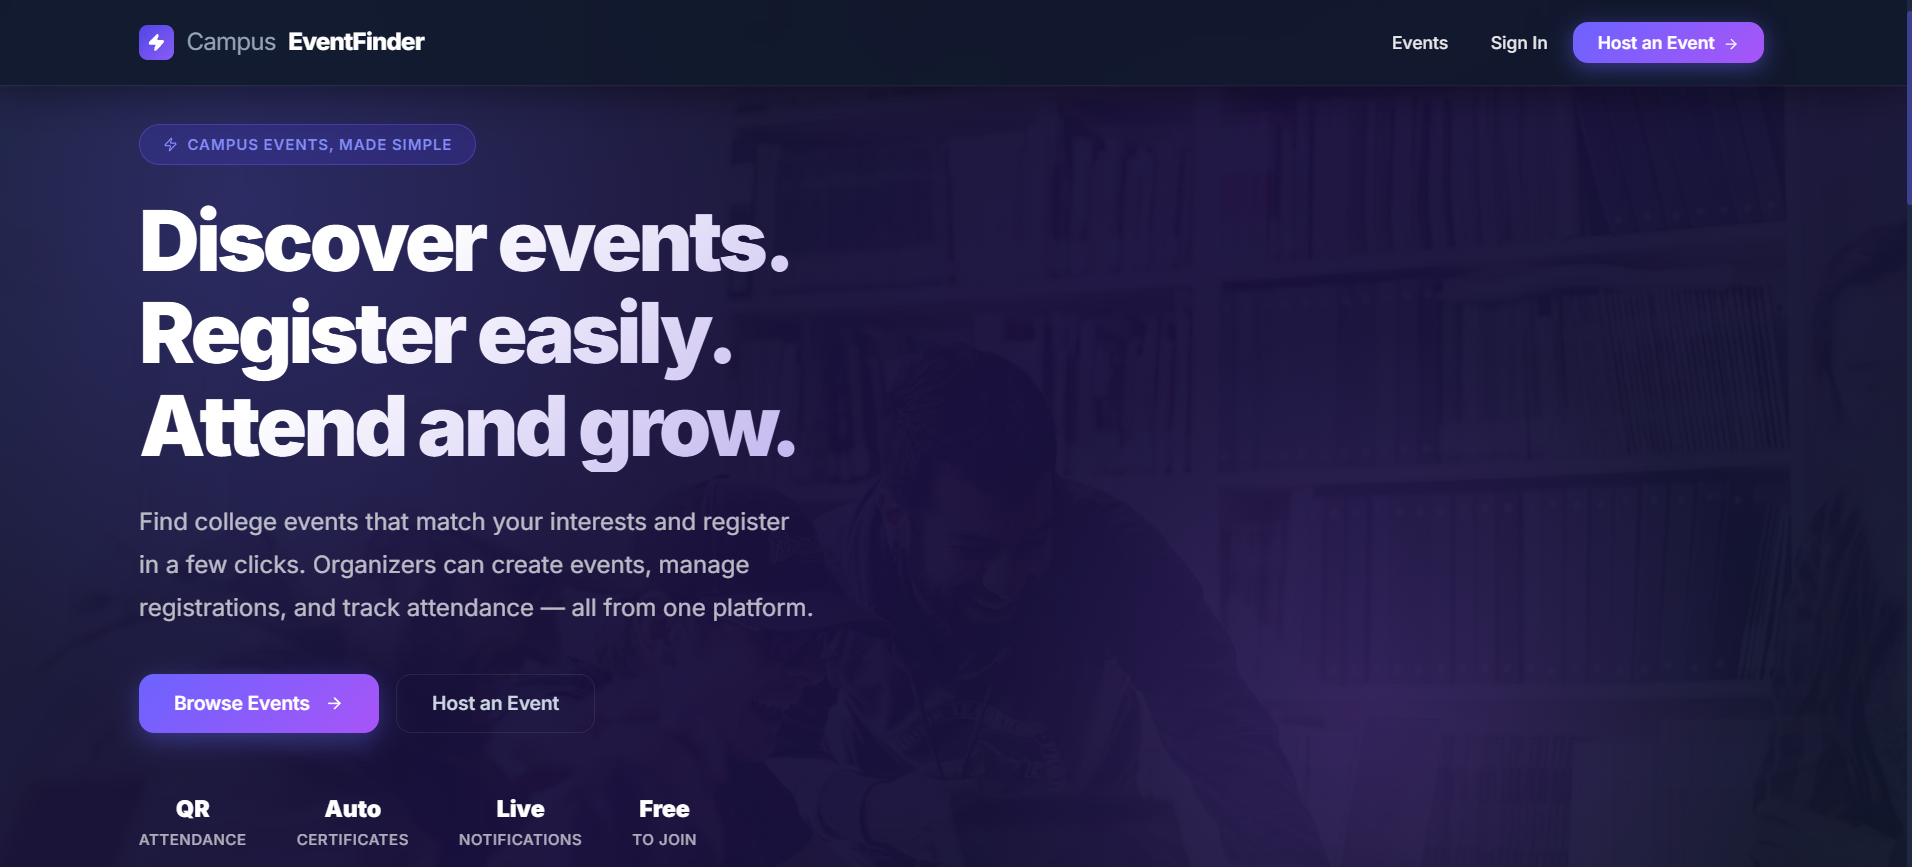 Campus EventFinder
Events
Sign In
Host an Event
CAMPUS EVENTS, MADE SIMPLE
Discover events.
Register easily.
Attend and grow.
Find college events that match your interests and register
in a few clicks. Organizers can create events, manage
registrations, and track attendance — all from one platform.
Browse Events
Host an Event
QR
ATTENDANCE
Auto
CERTIFICATES
Live
NOTIFICATIONS
Free
TO JOIN